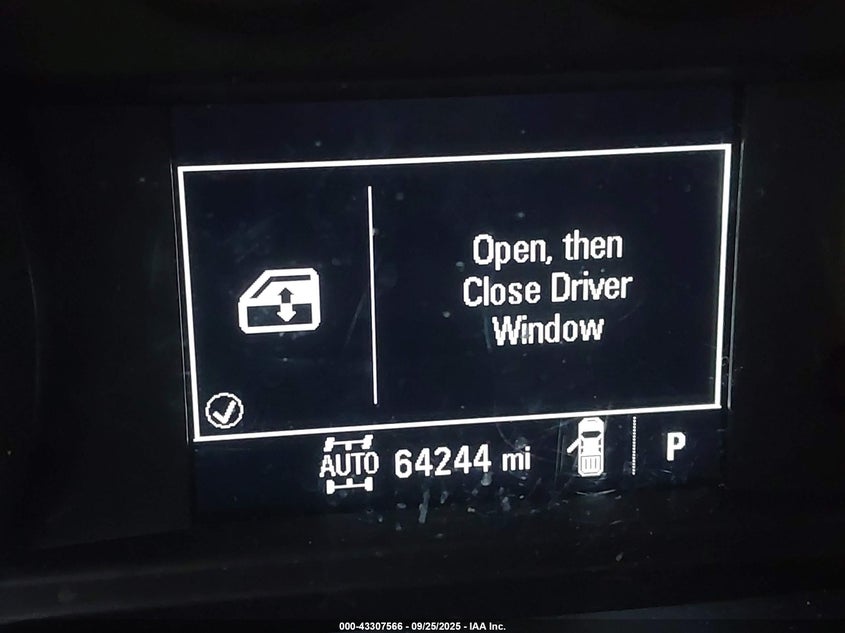 Open, then
Close Driver
Window
AUTO 64244 mi P
000-43307566 - 09/25/2025 - IAA Inc.